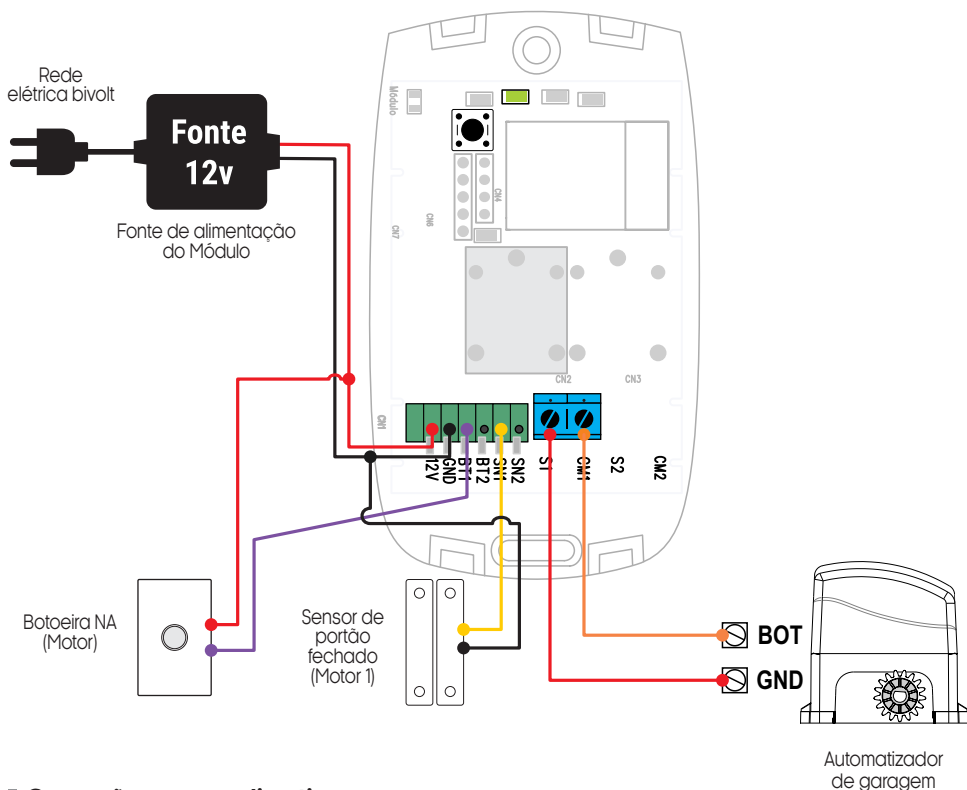 Rede
elétrica bivolt
Fonte
12v
Fonte de alimentação
do Módulo
Módulo
CN4
CN6
CN7
CN2
CN3
CN1
12V
GND
BT1
BT2
SN1
SN2
S1
CM1
S2
CM2
Botoeira NA
(Motor)
Sensor de
portão
fechado
(Motor 1)
BOT
GND
Automatizador
de garagem